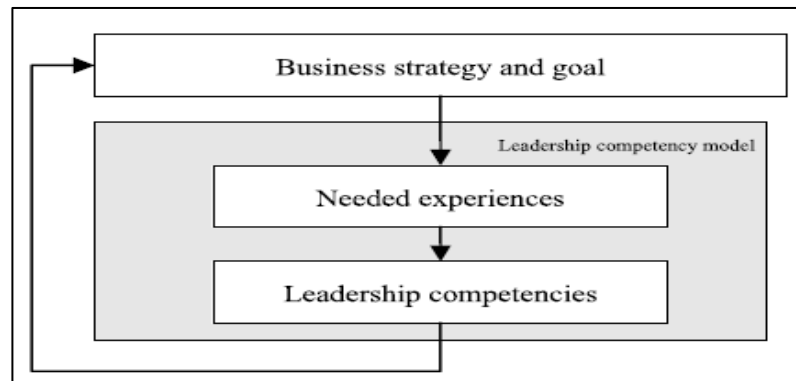 Business strategy and goal
Leadership competency model
Needed experiences
Leadership competencies